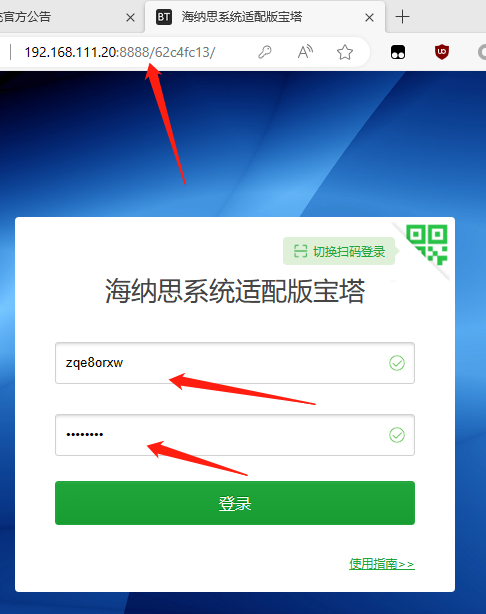 充官方公告
BT 海纳思系统适配版宝塔
192.168.111.20:8888/62c4fc13/
切换扫码登录
海纳思系统适配版宝塔
zqe8orxw
••••••••
登录
使用指南>>